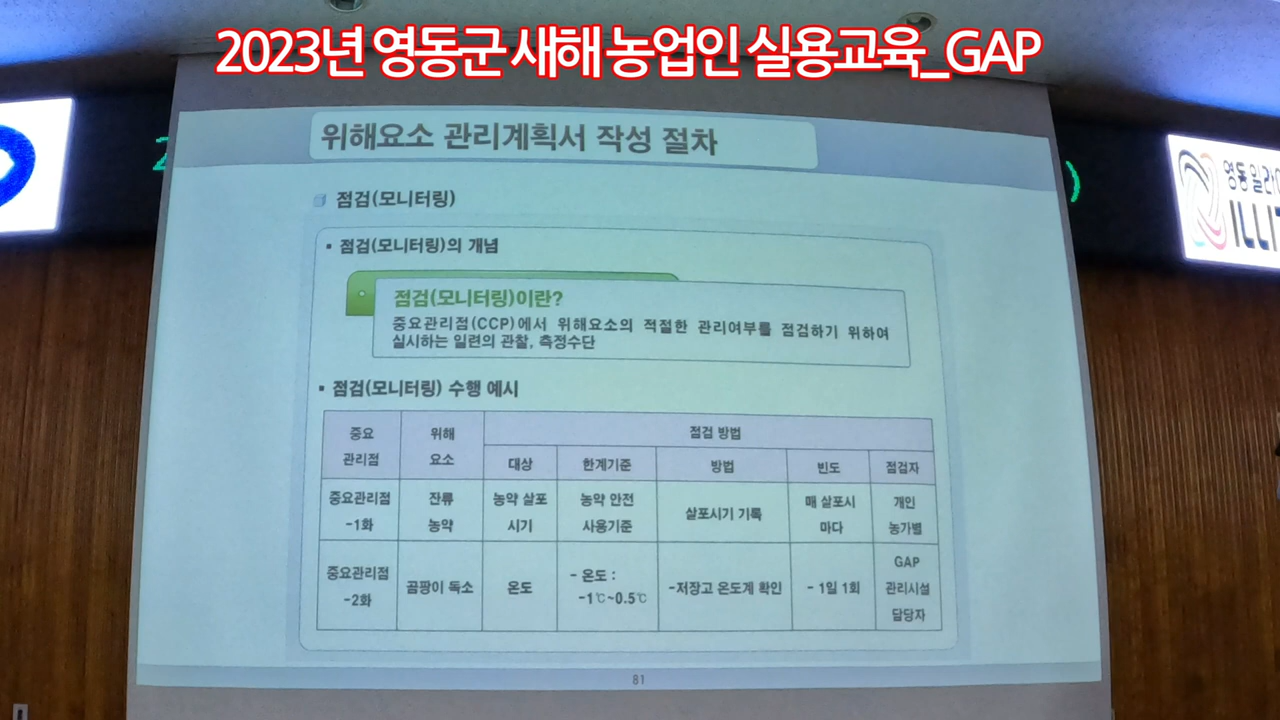 2023년 영동군 새해 농업인 실용교육_GAP
위해요소 관리계획서 작성 절차
점검(모니터링)
▪ 점검(모니터링)의 개념
점검(모니터링)이란?
중요관리점(CCP)에서 위해요소의 적절한 관리여부를 점검하기 위하여
실시하는 일련의 관찰, 측정수단
▪ 점검(모니터링) 수행 예시
중요 관리점 위해 요소 점검 방법
대상 한계기준 방법 빈도 점검자
중요관리점 -1화 잔류 농약 농약 살포 시기 농약 안전 사용기준 살포시기 기록 매 살포시 마다 개인 농가별
중요관리점 -2화 곰팡이 독소 온도 - 온도 : -1℃~0.5℃ -저장고 온도계 확인 - 1일 1회 GAP 관리시설 담당자
81
영동